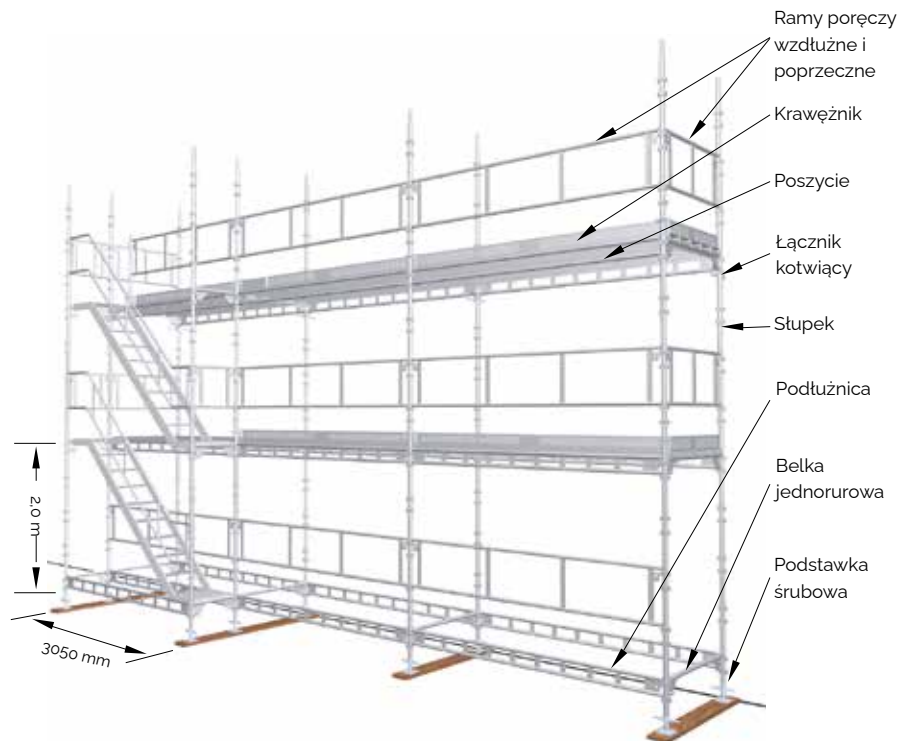 Ramy poręczy
wzdłużne i
poprzeczne
Krawężnik
Poszycie
Łącznik
kotwiący
Słupek
Podłużnica
Belka
jednorurowa
Podstawka
śrubowa
2.0 m
3050 mm